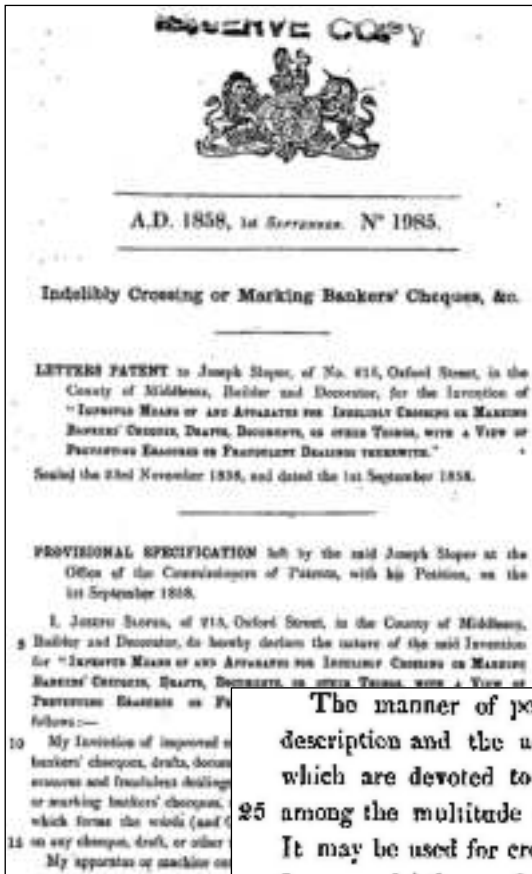 RESERVE COPY
A.D. 1858, 1st SEPTEMBER. Nº 1985.
Indelibly Crossing or Marking Bankers' Cheques, &c.
LETTERS PATENT to Joseph Sloper, of No. Oxford Street, in the
County of Middlesex, Builder and Decorator, for the Invention of
"IMPROVED MEANS OF AND APPARATUS FOR INDELIBLY CROSSING OR MARKING
BANKERS' CHEQUES, DRAFTS, DOCUMENTS, OR OTHER THINGS, WITH A VIEW OF
PREVENTING ERASURES OR FRAUDULENT DEALINGS THEREWITH."
Sealed the 23rd November 1858, and dated the 1st September 1858.
PROVISIONAL SPECIFICATION left by the said Joseph Sloper at the
Office of the Commissioners of Patents, with his Petition, on the
1st September 1858.
I, JOSEPH SLOPER, of Oxford Street, in the County of Middlesex,
5 Builder and Decorator, do hereby declare the nature of the said Invention
for "IMPROVED MEANS OF AND APPARATUS FOR INDELIBLY CROSSING OR MARKING
BANKERS' CHEQUES, DRAFTS, DOCUMENTS, OR OTHER THINGS, WITH A VIEW OF
PREVENTING ERASURES OR
follows:—
10 My Invention of improved
bankers' cheques, drafts,
erasures and fraudulent dealings
or marking bankers' cheques,
which forms the words (and
15 on any cheque, draft, or other
My apparatus or machine
The manner of
description and the
which are devoted to
25 among the multitude
It may be used for